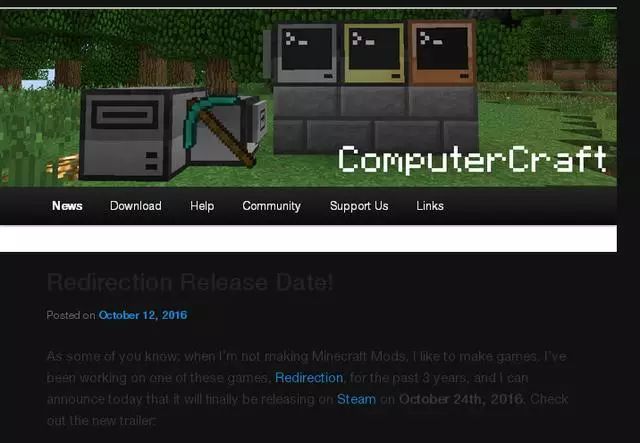 ComputerCraft
News Download Help Community Support Us Links
Redirection Release Date!
Posted on October 12, 2016
As some of you know: when I'm not making Minecraft Mods, I like to make games. I've
been working on one of these games, Redirection, for the past 3 years, and I can
announce today that it will finally be releasing on Steam on October 24th, 2016. Check
out the new trailer: